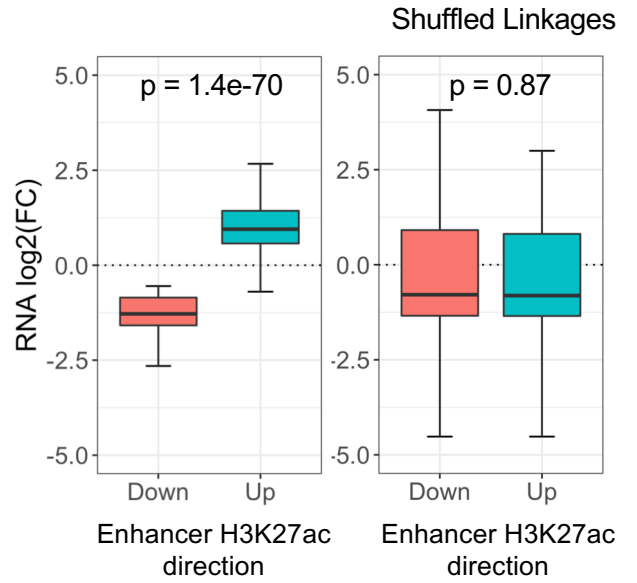 Shuffled Linkages
RNA log2(FC)
5.0
2.5
0.0
-2.5
-5.0
p = 1.4e-70
Down Up
Enhancer H3K27ac
direction
5.0
2.5
0.0
-2.5
-5.0
p = 0.87
Down Up
Enhancer H3K27ac
direction